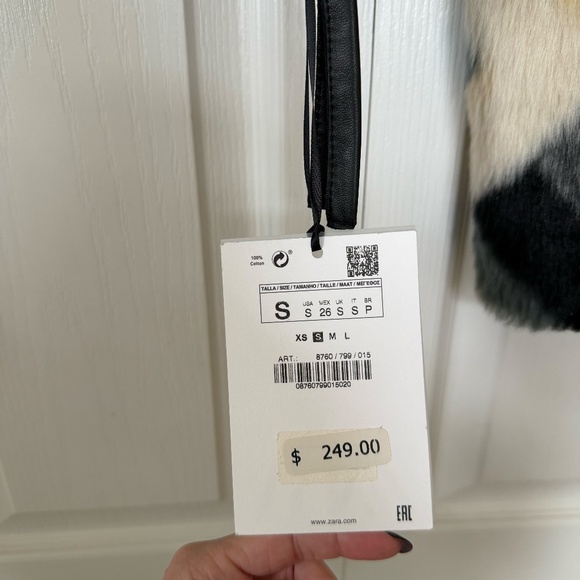 100%
Cotton
®
TALLA / SIZE / TAMANHO / TAILLE / MAAT / ΜΕΓΕΘΟΣ
S
USA MEX UK IT BR
S 26 S S P
XS S M L
ART.: 8760 / 799 / 015
08760799015020
$ 249.00
www.zara.com
EAC